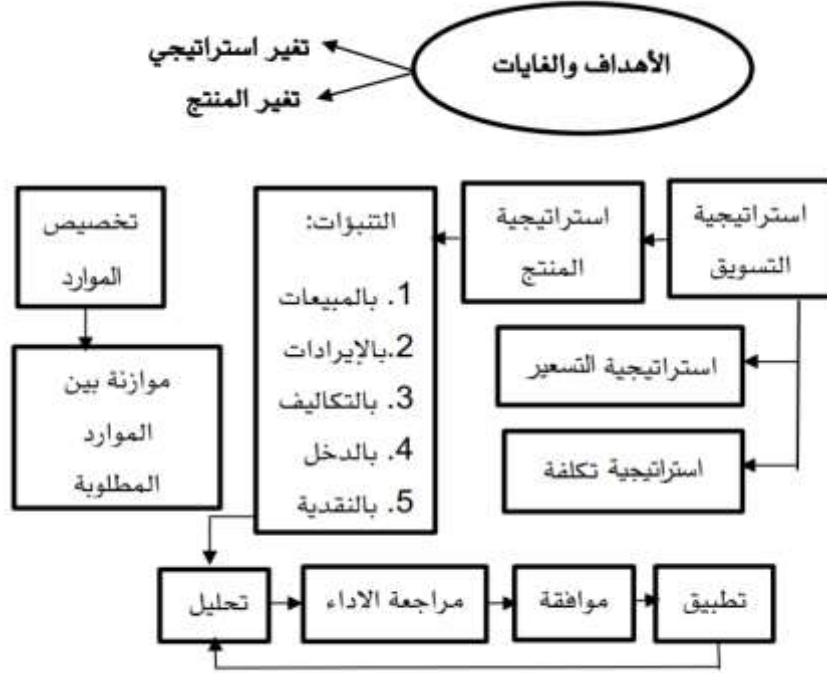 الأهداف والغايات
تغير استراتيجي
تغير المنتج
استراتيجية
التسويق
استراتيجية
المنتج
التنبؤات:
1. بالمبيعات
2.بالإيرادات
3. بالتكاليف
4. بالدخل
5. بالنقدية
تخصيص
الموارد
موازنة بين
الموارد
المطلوبة
استراتيجية التسعير
استراتيجية تكلفة
تحليل
مراجعة الاداء
موافقة
تطبيق